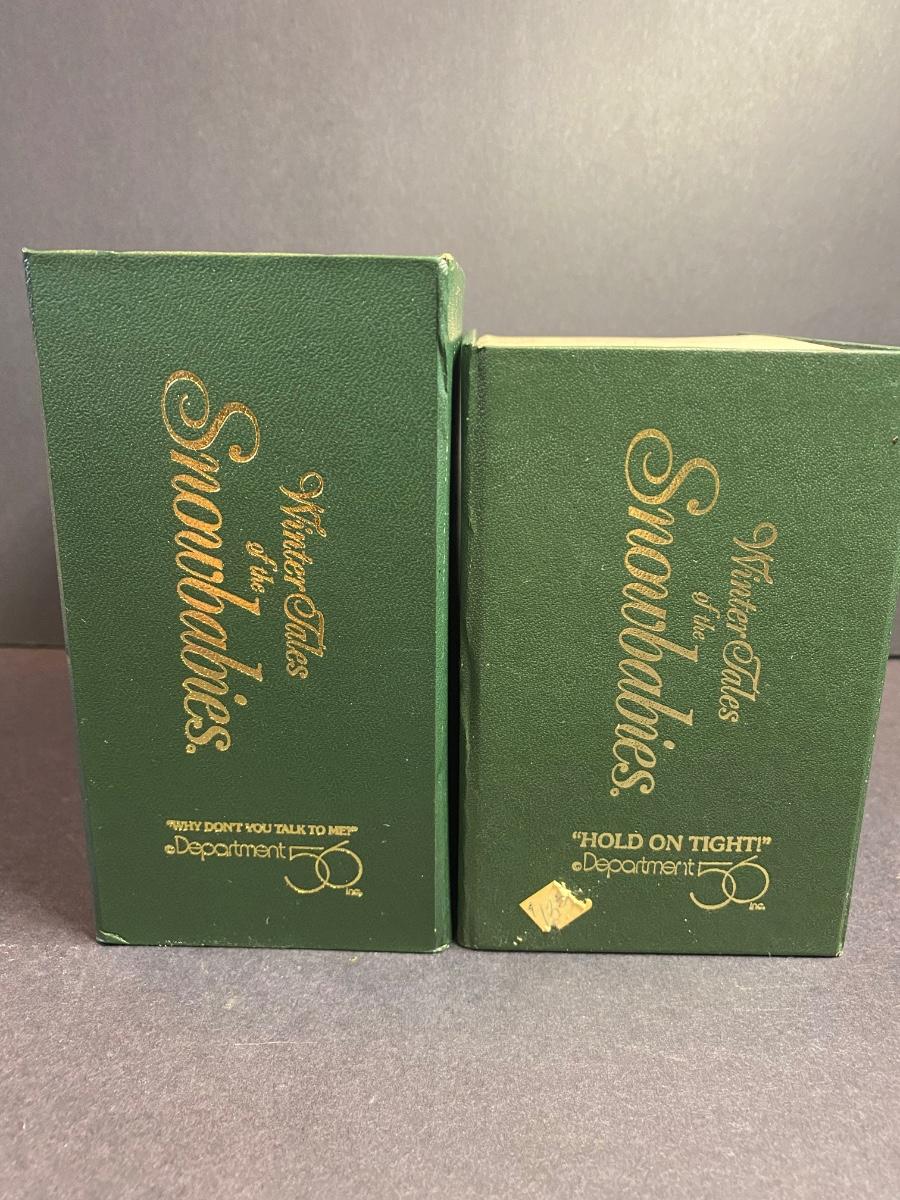 Winter Tales
of the
Snowbabies®
"WHY DON'T YOU TALK TO ME?"
©Department 56 inc.
Winter Tales
of the
Snowbabies®
"HOLD ON TIGHT!"
©Department 56 inc.